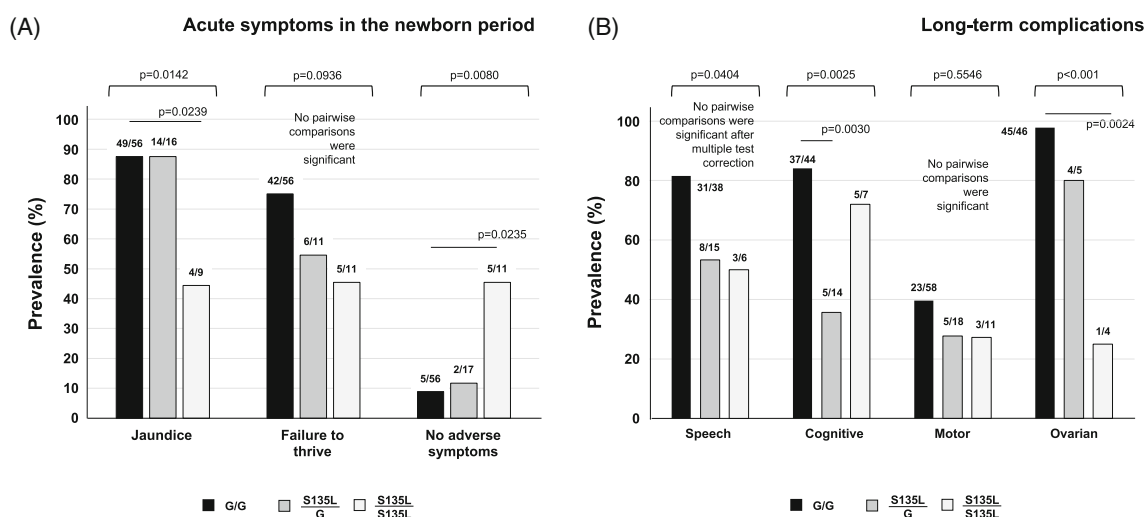 (A)
Acute symptoms in the newborn period
p=0.0142
p=0.0936
p=0.0080
p=0.0239
No pairwise
comparisons
were
significant
p=0.0235
Prevalence (%)
100
90
80
70
60
50
40
30
20
10
0
49/56
14/16
4/9
42/56
6/11
5/11
5/56
2/17
5/11
Jaundice
Failure to
thrive
No adverse
symptoms
G/G
S135L
G
S135L
S135L
(B)
Long-term complications
p=0.0404
p=0.0025
p=0.5546
p<0.001
No pairwise
comparisons were
significant after
multiple test
correction
p=0.0030
No pairwise
comparisons
were
significant
p=0.0024
Prevalence (%)
100
80
60
40
20
0
31/38
8/15
3/6
37/44
5/14
5/7
23/58
5/18
3/11
45/46
4/5
1/4
Speech
Cognitive
Motor
Ovarian
G/G
S135L
G
S135L
S135L